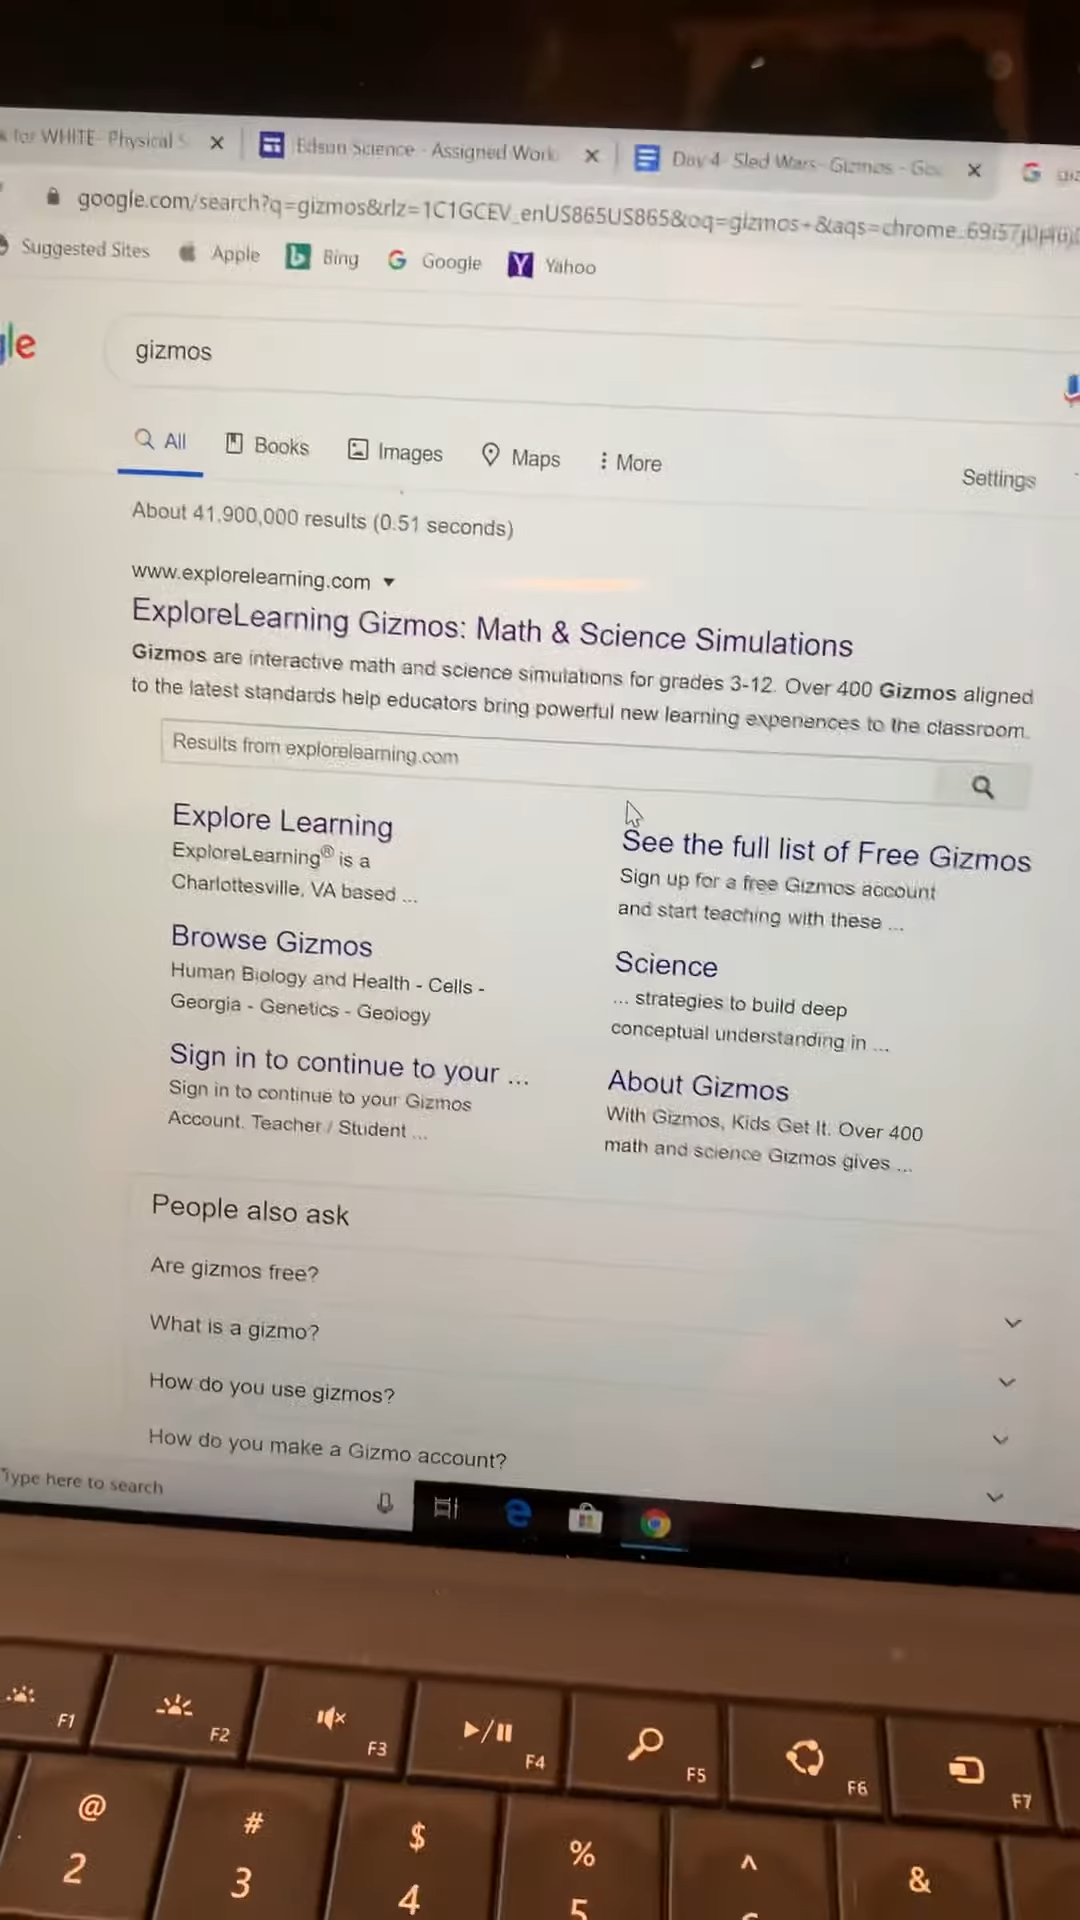 for WHITE- Physical S
Edsun Science - Assigned Work
Day 4- Sled Wars- Gizmos - Goo
google.com/search?q=gizmos&rlz=1C1GCEV_enUS865US865&oq=gizmos+&aqs=chrome..69i57j0
Suggested Sites
Apple
Bing
Google
Yahoo
le
gizmos
All
Books
Images
Maps
More
Settings
About 41,900,000 results (0.51 seconds)
www.explorelearning.com
ExploreLearning Gizmos: Math & Science Simulations
Gizmos are interactive math and science simulations for grades 3-12. Over 400 Gizmos aligned
to the latest standards help educators bring powerful new learning experiences to the classroom.
Results from explorelearning.com
Explore Learning
ExploreLearning® is a
Charlottesville, VA based ...
See the full list of Free Gizmos
Sign up for a free Gizmos account
and start teaching with these ...
Browse Gizmos
Human Biology and Health - Cells -
Georgia - Genetics - Geology
Science
... strategies to build deep
conceptual understanding in ...
Sign in to continue to your ...
Sign in to continue to your Gizmos
Account. Teacher / Student ...
About Gizmos
With Gizmos, Kids Get It. Over 400
math and science Gizmos gives ...
People also ask
Are gizmos free?
What is a gizmo?
How do you use gizmos?
How do you make a Gizmo account?
Type here to search
F1
F2
F3
F4
F5
F6
F7
@
2
#
3
$
4
%
5
^
&